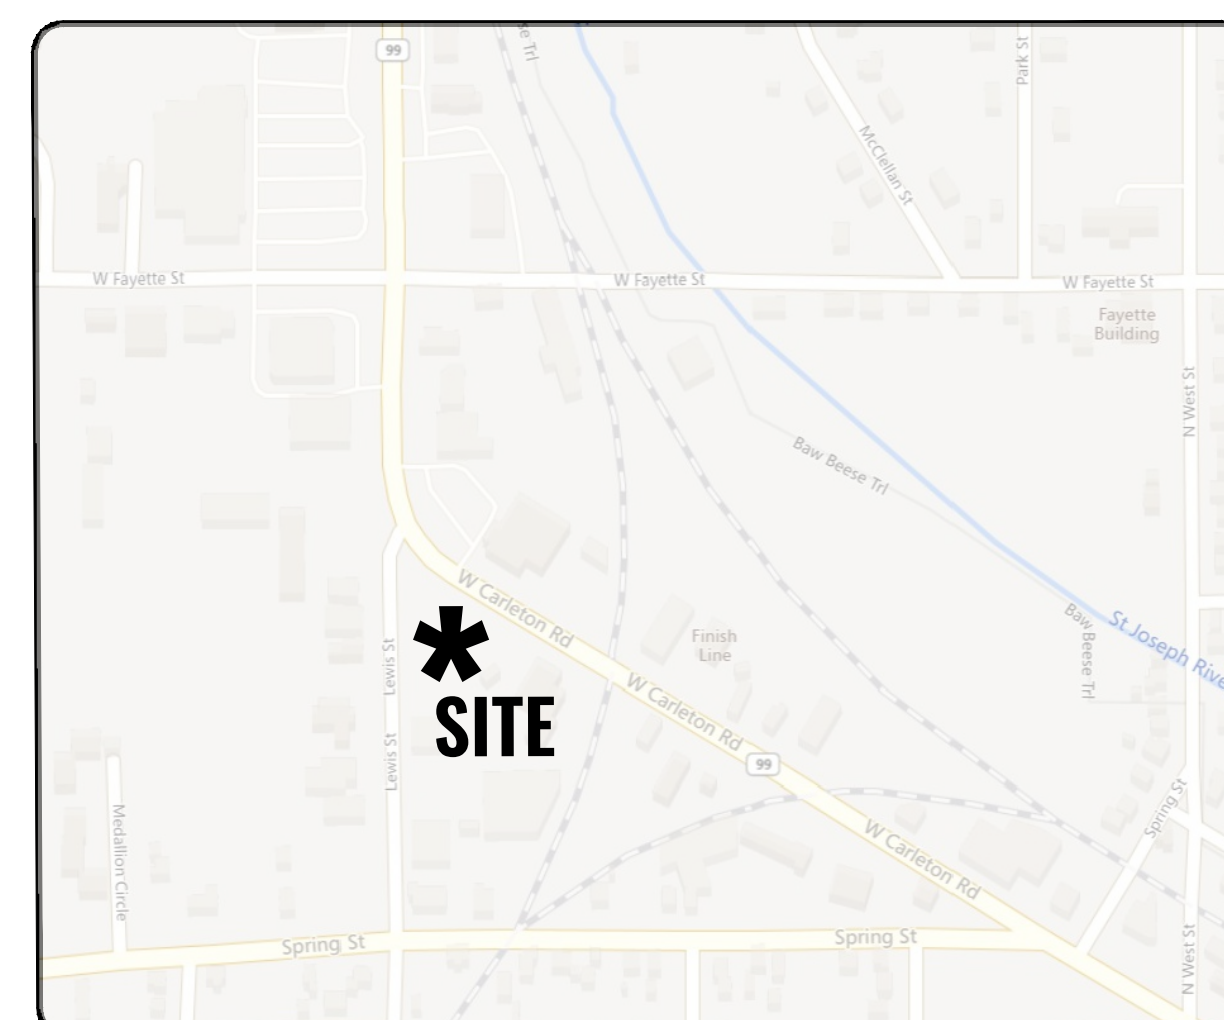 99
se Trl
Park St
McClellan St
W Fayette St
W Fayette St
W Fayette St
Fayette
Building
N West St
Baw Beese Trl
W Carleton Rd
Baw Beese Trl
St Joseph Rive
Finish
Line
Lewis St
W Carleton Rd
SITE
Lewis St
99
Spring St
Medallion Circle
W Carleton Rd
Spring St
Spring St
N West St